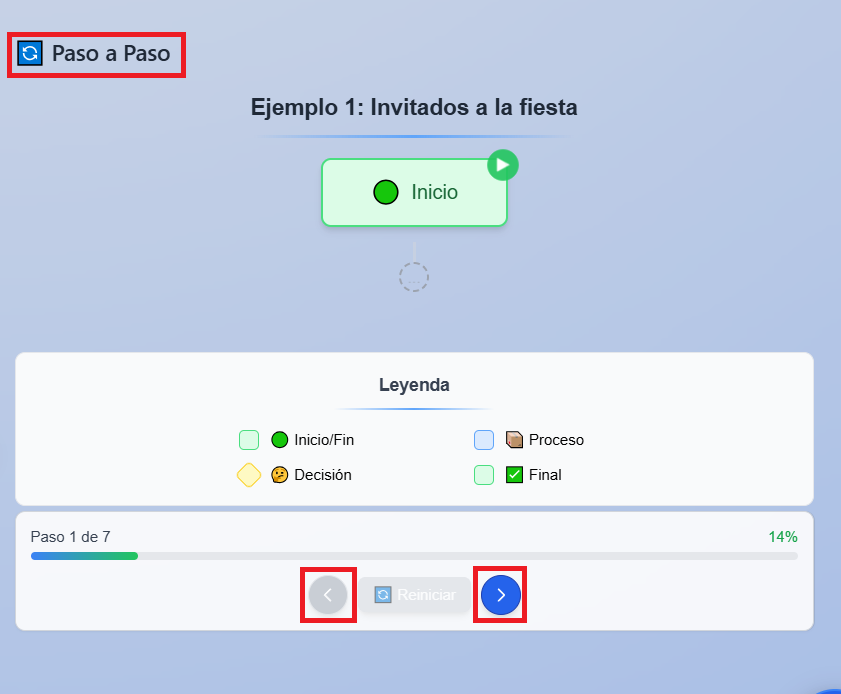 Paso a Paso
Ejemplo 1: Invitados a la fiesta
Inicio
...
Leyenda
Inicio/Fin
Proceso
Decisión
Final
Paso 1 de 7
14%
Reiniciar